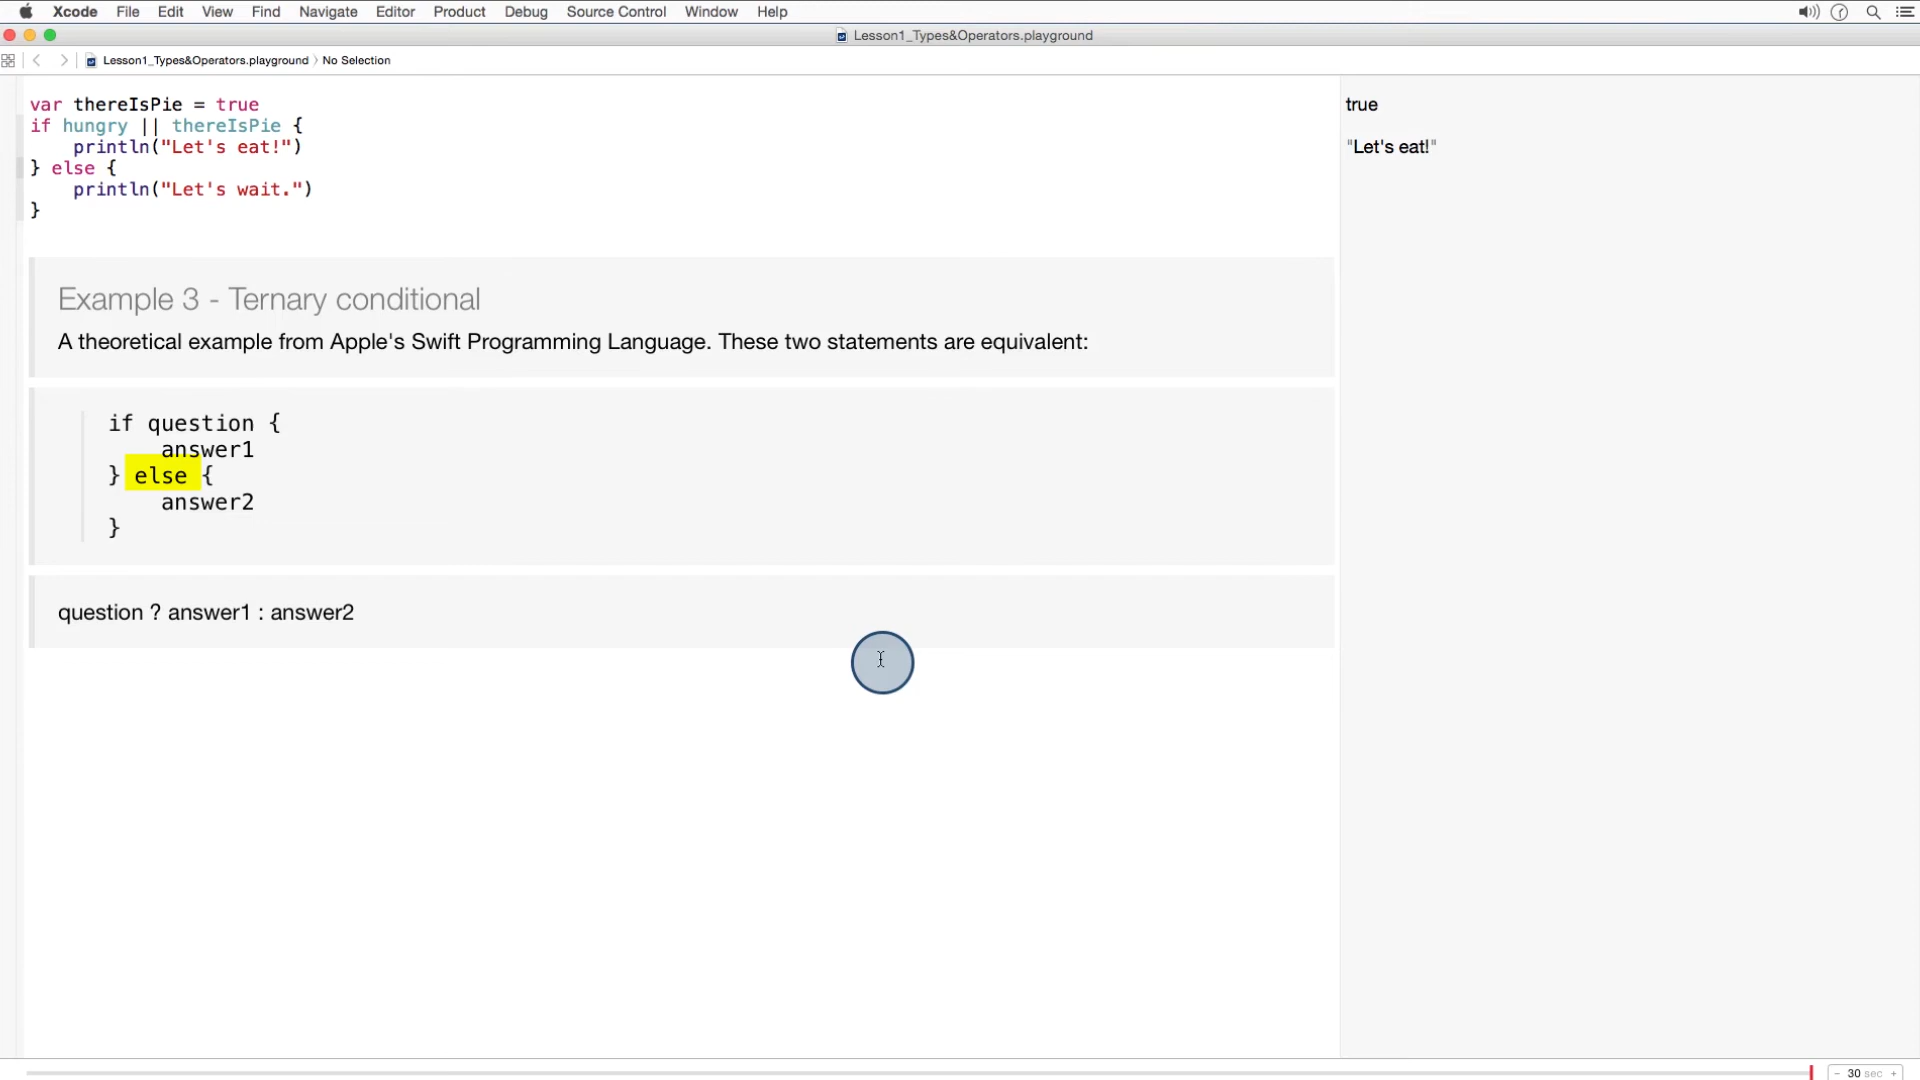 Xcode File Edit View Find Navigate Editor Product Debug Source Control Window Help
Lesson1_Types&Operators.playground
Lesson1_Types&Operators.playground 〉 No Selection
var thereIsPie = true
true
if hungry || thereIsPie {
println("Let's eat!")
"Let's eat!"
} else {
println("Let's wait.")
}
Example 3 - Ternary conditional
A theoretical example from Apple's Swift Programming Language. These two statements are equivalent:
if question {
answer1
} else {
answer2
}
question ? answer1 : answer2
- 30 sec +